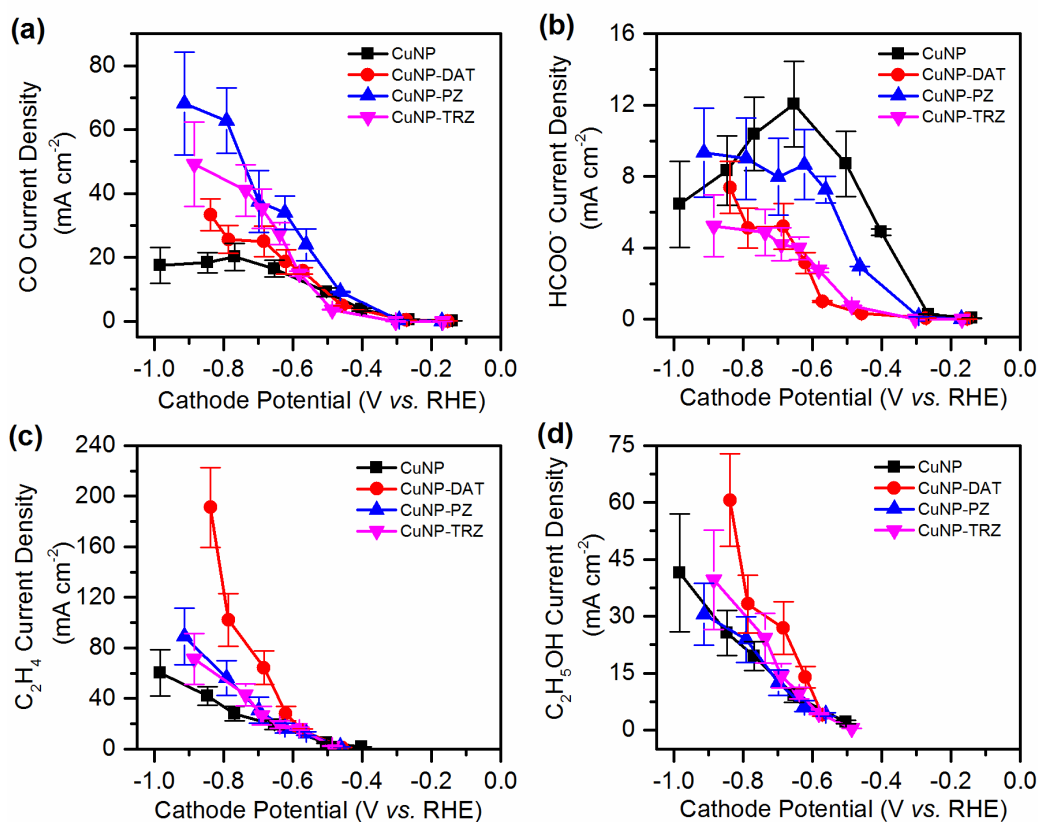 (a)
CuNP
CuNP-DAT
CuNP-PZ
CuNP-TRZ
80
60
40
20
0
-1.0 -0.8 -0.6 -0.4 -0.2 0.0
CO Current Density
(mA cm⁻²)
Cathode Potential (V vs. RHE)
(b)
CuNP
CuNP-DAT
CuNP-PZ
CuNP-TRZ
16
12
8
4
0
-1.0 -0.8 -0.6 -0.4 -0.2 0.0
HCOO⁻ Current Density
(mA cm⁻²)
Cathode Potential (V vs. RHE)
(c)
CuNP
CuNP-DAT
CuNP-PZ
CuNP-TRZ
240
200
160
120
80
40
0
-1.0 -0.8 -0.6 -0.4 -0.2 0.0
C₂H₄ Current Density
(mA cm⁻²)
Cathode Potential (V vs. RHE)
(d)
CuNP
CuNP-DAT
CuNP-PZ
CuNP-TRZ
75
60
45
30
15
0
-1.0 -0.8 -0.6 -0.4 -0.2 0.0
C₂H₅OH Current Density
(mA cm⁻²)
Cathode Potential (V vs. RHE)